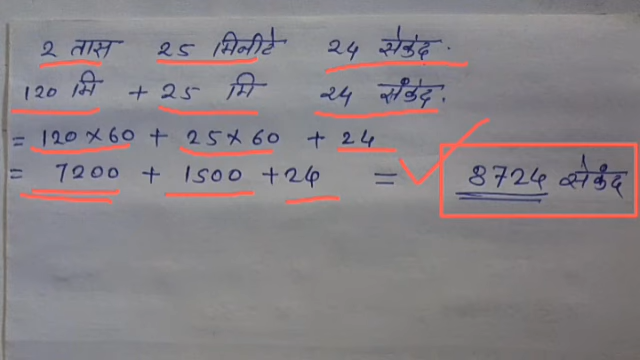 2 तास 25 मिनीटे 24 सेकंद.
120 मि + 25 मि 24 सेकंद.
= 120 × 60 + 25 × 60 + 24
= 7200 + 1500 + 24 = 8724 सेकंद